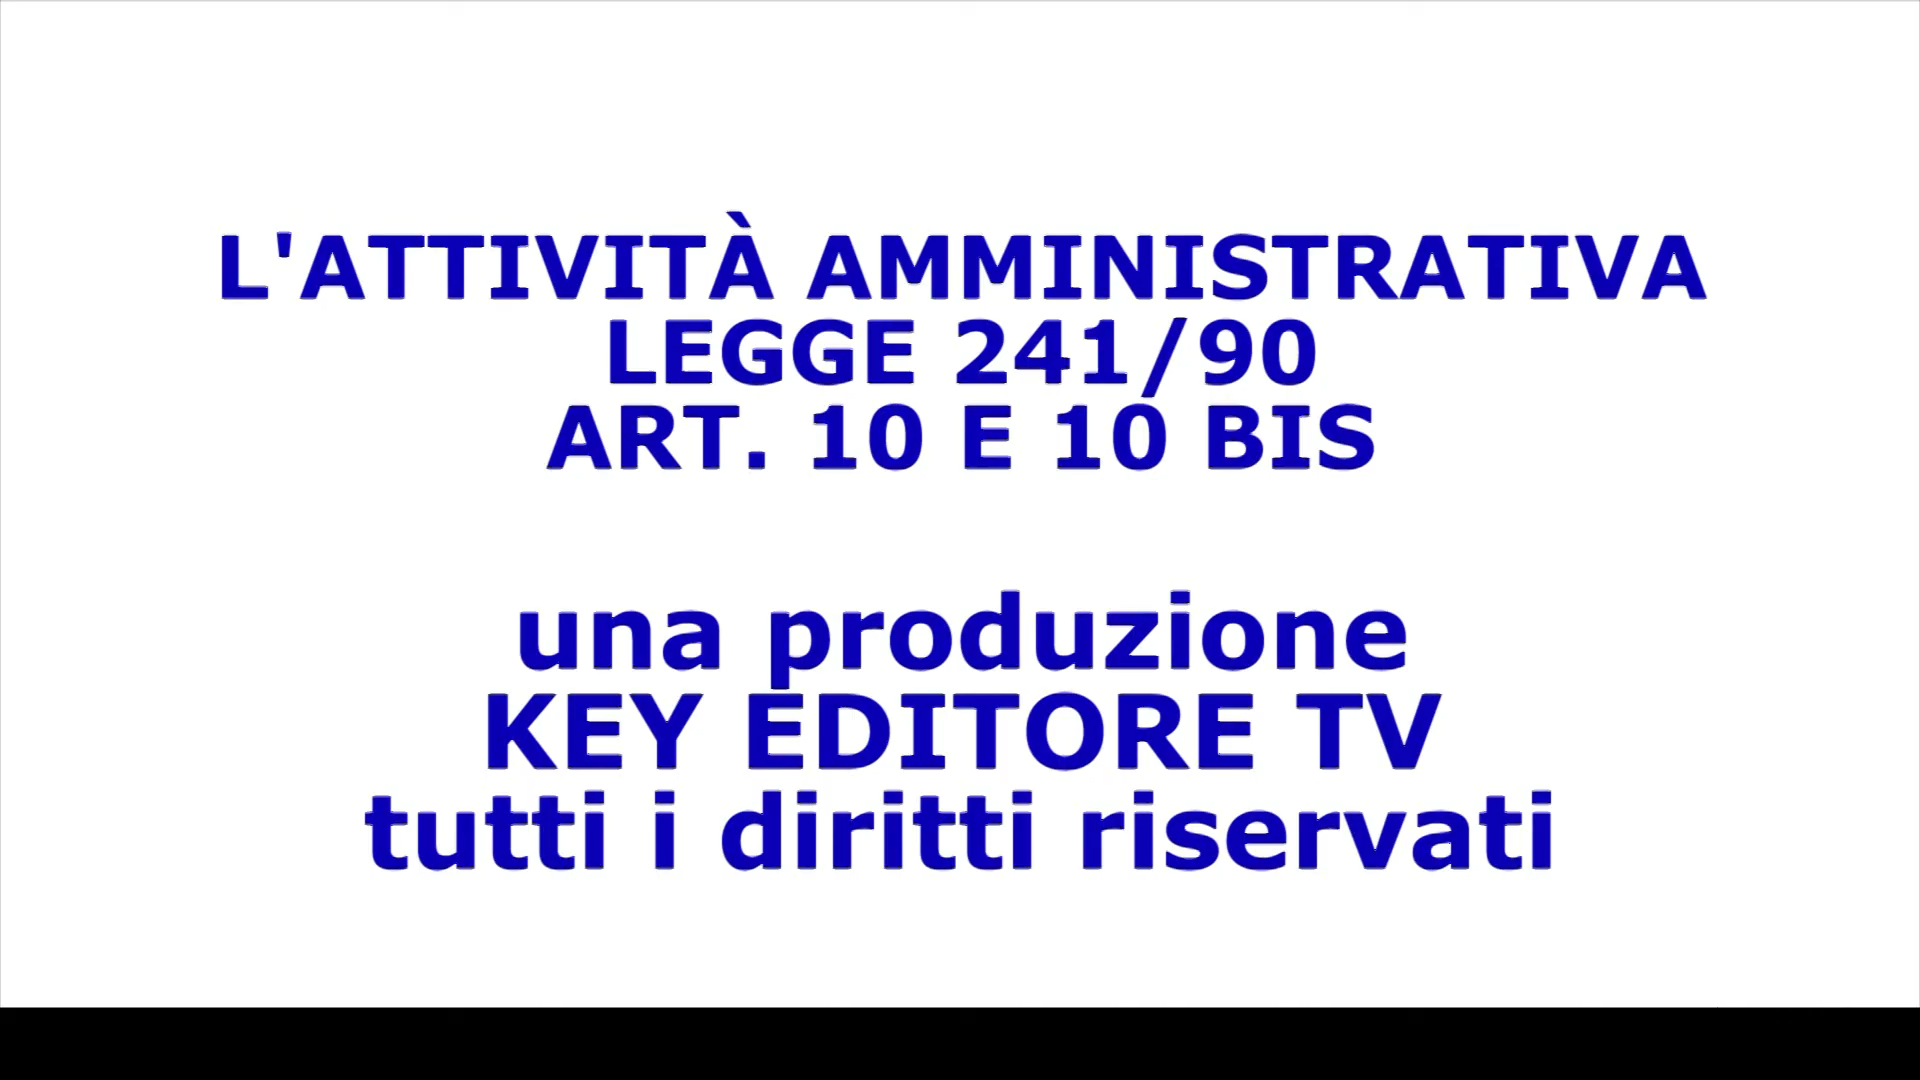 L'ATTIVITÀ AMMINISTRATIVA
LEGGE 241/90
ART. 10 E 10 BIS
una produzione
KEY EDITORE TV
tutti i diritti riservati